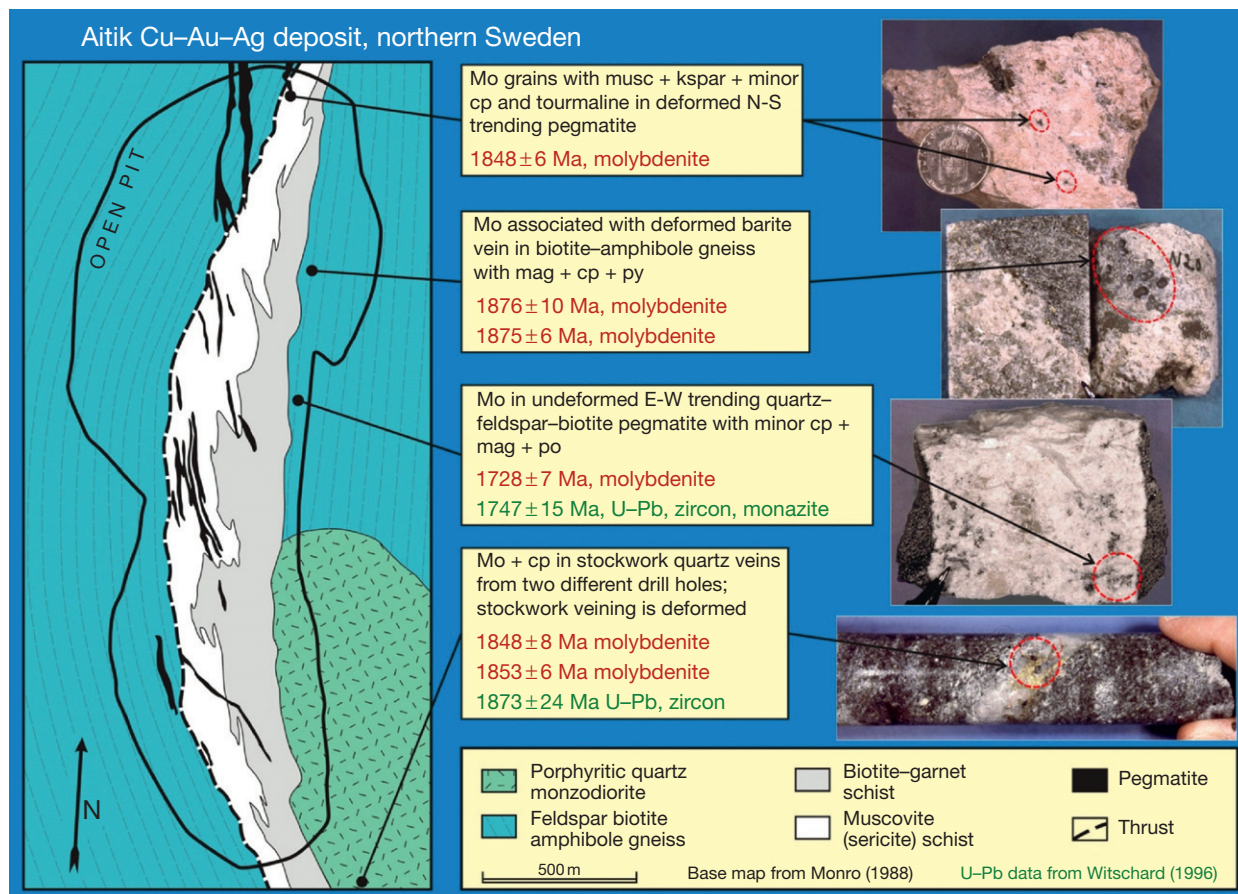 Aitik Cu–Au–Ag deposit, northern Sweden
OPEN PIT
N
Mo grains with musc + kspar + minor
cp and tourmaline in deformed N-S
trending pegmatite
1848±6 Ma, molybdenite
Mo associated with deformed barite
vein in biotite–amphibole gneiss
with mag + cp + py
1876±10 Ma, molybdenite
1875±6 Ma, molybdenite
N20
Mo in undeformed E-W trending quartz–
feldspar–biotite pegmatite with minor cp +
mag + po
1728±7 Ma, molybdenite
1747±15 Ma, U–Pb, zircon, monazite
Mo + cp in stockwork quartz veins
from two different drill holes;
stockwork veining is deformed
1848±8 Ma molybdenite
1853±6 Ma molybdenite
1873±24 Ma U–Pb, zircon
Porphyritic quartz
monzodiorite
Feldspar biotite
amphibole gneiss
Biotite–garnet
schist
Muscovite
(sericite) schist
Pegmatite
Thrust
500 m
Base map from Monro (1988)
U–Pb data from Witschard (1996)